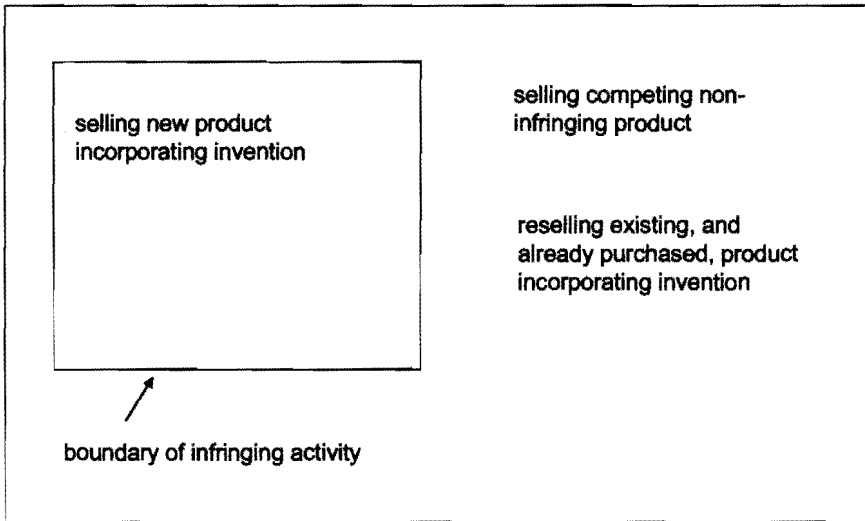 selling new product
incorporating invention
selling competing non-
infringing product
reselling existing, and
already purchased, product
incorporating invention
boundary of infringing activity